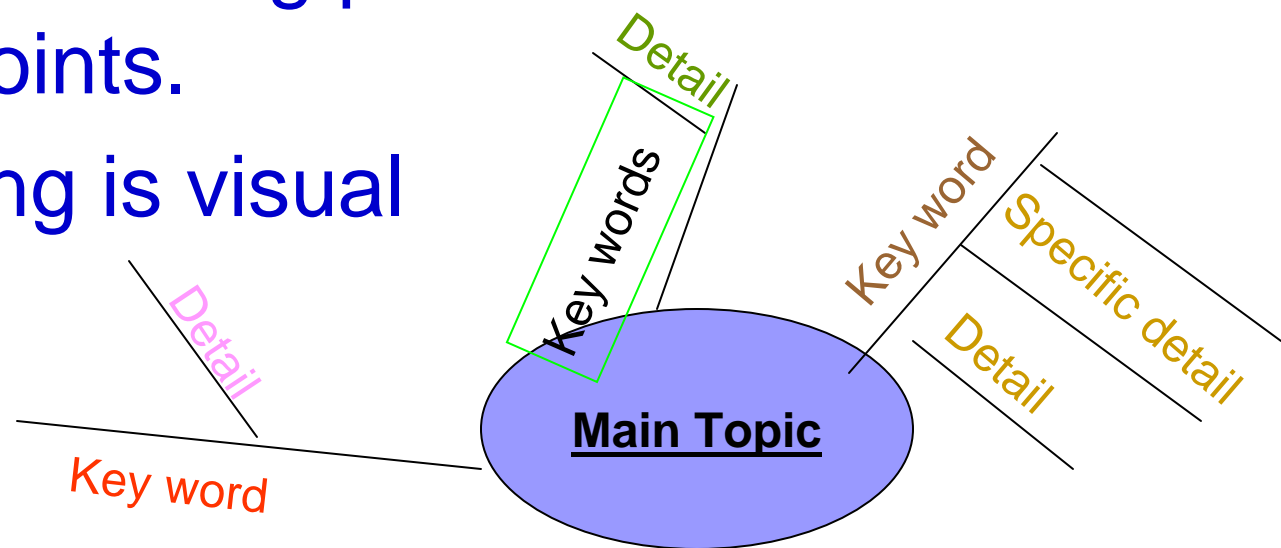 oints.
ng is visual
Detail
Key words
Key word
Specific detail
Detail
Detail
Key word
Main Topic